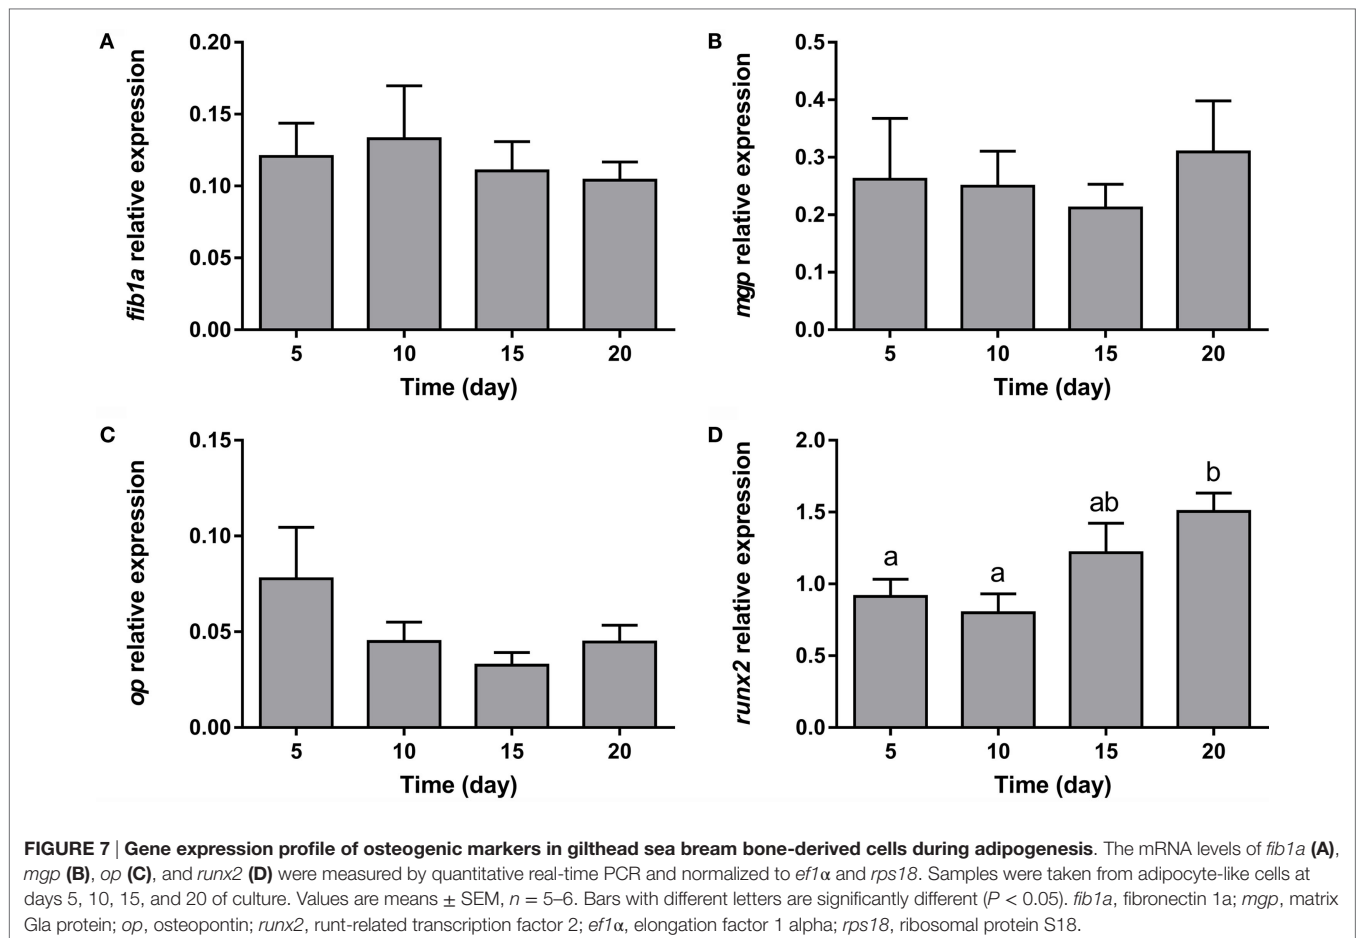 A
fib1a relative expression
0.20
0.15
0.10
0.05
0.00
5 10 15 20
Time (day)
B
mgp relative expression
0.5
0.4
0.3
0.2
0.1
0.0
5 10 15 20
Time (day)
C
op relative expression
0.15
0.10
0.05
0.00
5 10 15 20
Time (day)
D
runx2 relative expression
2.0
1.5
1.0
0.5
0.0
a a ab b
5 10 15 20
Time (day)
FIGURE 7 | Gene expression profile of osteogenic markers in gilthead sea bream bone-derived cells during adipogenesis. The mRNA levels of fib1a (A),
mgp (B), op (C), and runx2 (D) were measured by quantitative real-time PCR and normalized to ef1α and rps18. Samples were taken from adipocyte-like cells at
days 5, 10, 15, and 20 of culture. Values are means ± SEM, n = 5–6. Bars with different letters are significantly different (P < 0.05). fib1a, fibronectin 1a; mgp, matrix
Gla protein; op, osteopontin; runx2, runt-related transcription factor 2; ef1α, elongation factor 1 alpha; rps18, ribosomal protein S18.